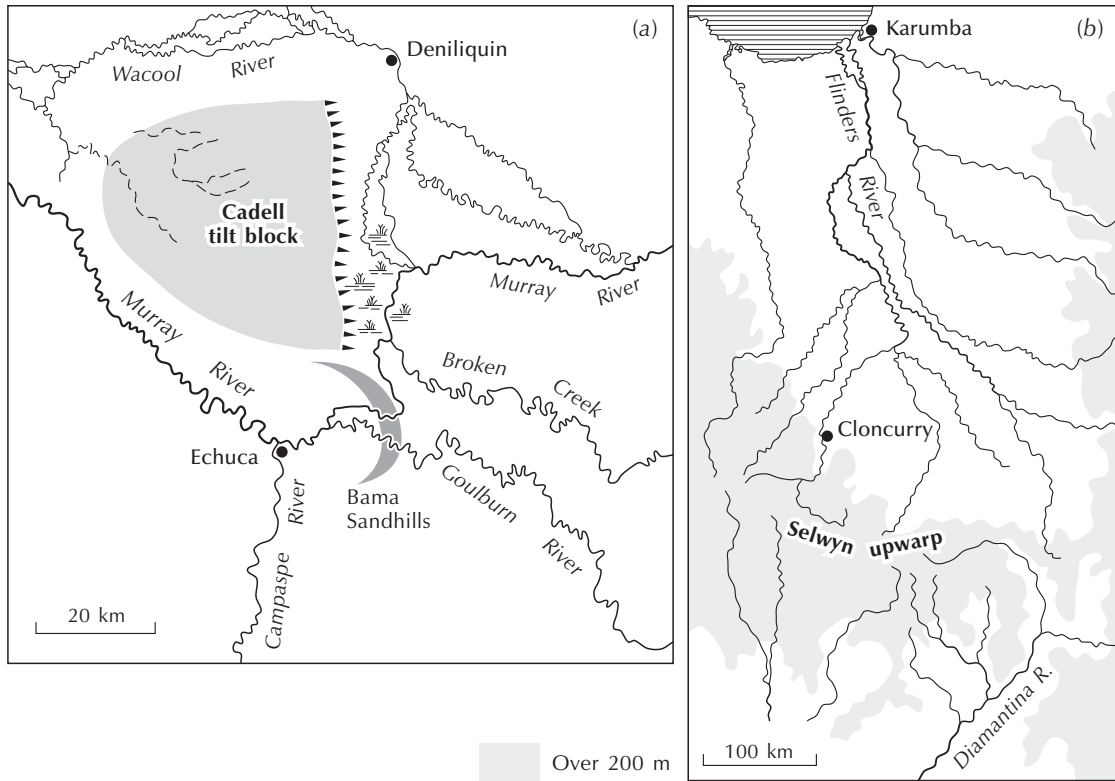 (a)
Deniliquin
Wacool River
Cadell
tilt block
Murray River
Murray River
Broken Creek
Echuca
Bama
Sandhills
Goulburn River
Campaspe River
20 km
(b)
Karumba
Flinders River
Cloncurry
Selwyn upwarp
Diamantina R.
100 km
Over 200 m